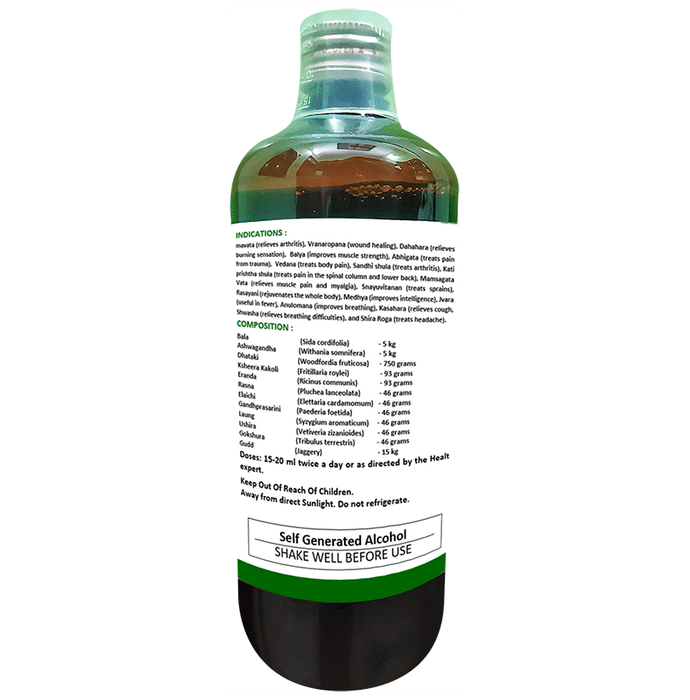 INDICATIONS :
mavata (relieves arthritis), Vranaropana (wound healing), Dahahara (relieves
burning sensation), Balya (improves muscle strength), Abhigata (treats pain
from trauma), Vedana (treats body pain), Sandhi shula (treats arthritis), Kati
prishtha shula (treats pain in the spinal column and lower back), Mamsagata
Vata (relieves muscle pain and myalgia), Snayuvitanan (treats sprains),
Rasayani (rejuvenates the whole body), Medhya (improves intelligence), Jvara
(useful in fever), Anulomana (improves breathing), Kasahara (relieves cough,
Shwasha (relieves breathing difficulties), and Shira Roga (treats headache).
COMPOSITION :
Bala (Sida cordifolia) - 5 kg
Ashwagandha (Withania somnifera) - 5 kg
Dhataki (Woodfordia fruticosa) - 750 grams
Ksheera Kakoli (Fritillaria roylei) - 93 grams
Eranda (Ricinus communis) - 93 grams
Rasna (Pluchea lanceolata) - 46 grams
Elaichi (Elettaria cardamomum) - 46 grams
Gandhprasarini (Paederia foetida) - 46 grams
Laung (Syzygium aromaticum) - 46 grams
Ushira (Vetiveria zizanioides) - 46 grams
Gokshura (Tribulus terrestris) - 46 grams
Gudd (Jaggery) - 15 kg
Doses: 15-20 ml twice a day or as directed by the Healt
expert.
Keep Out Of Reach Of Children.
Away from direct Sunlight. Do not refrigerate.
Self Generated Alcohol
SHAKE WELL BEFORE USE